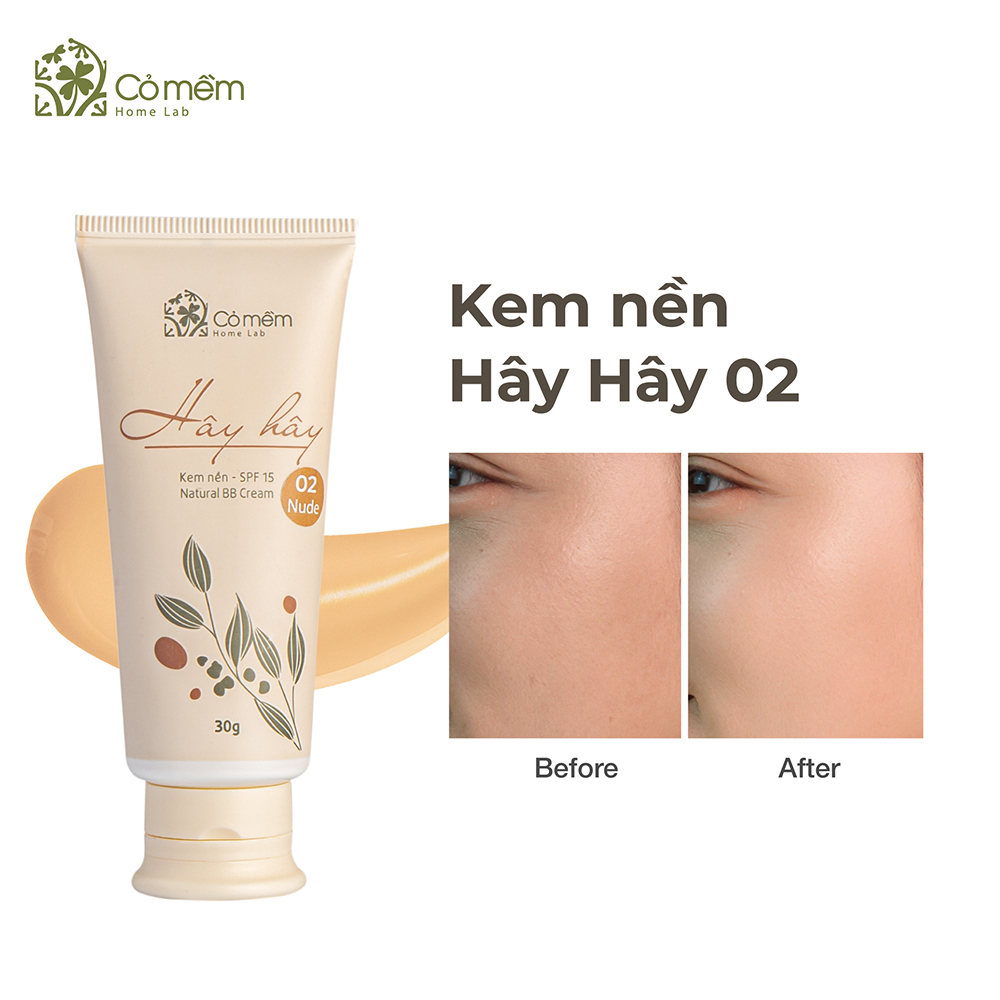 Cỏ mềm
Home Lab
Cỏ mềm
Home Lab
Hây hây
Kem nền - SPF 15
Natural BB Cream
02
Nude
30g
Kem nền
Hây Hây 02
Before
After